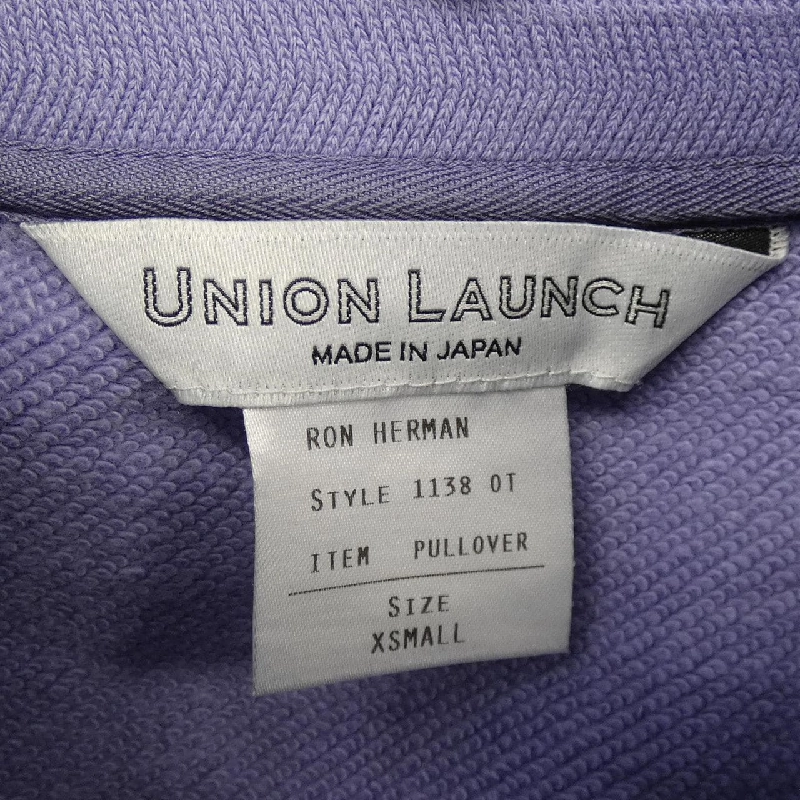 UNION LAUNCH
MADE IN JAPAN
RON HERMAN
STYLE 1138 OT
ITEM PULLOVER
SIZE
XSMALL